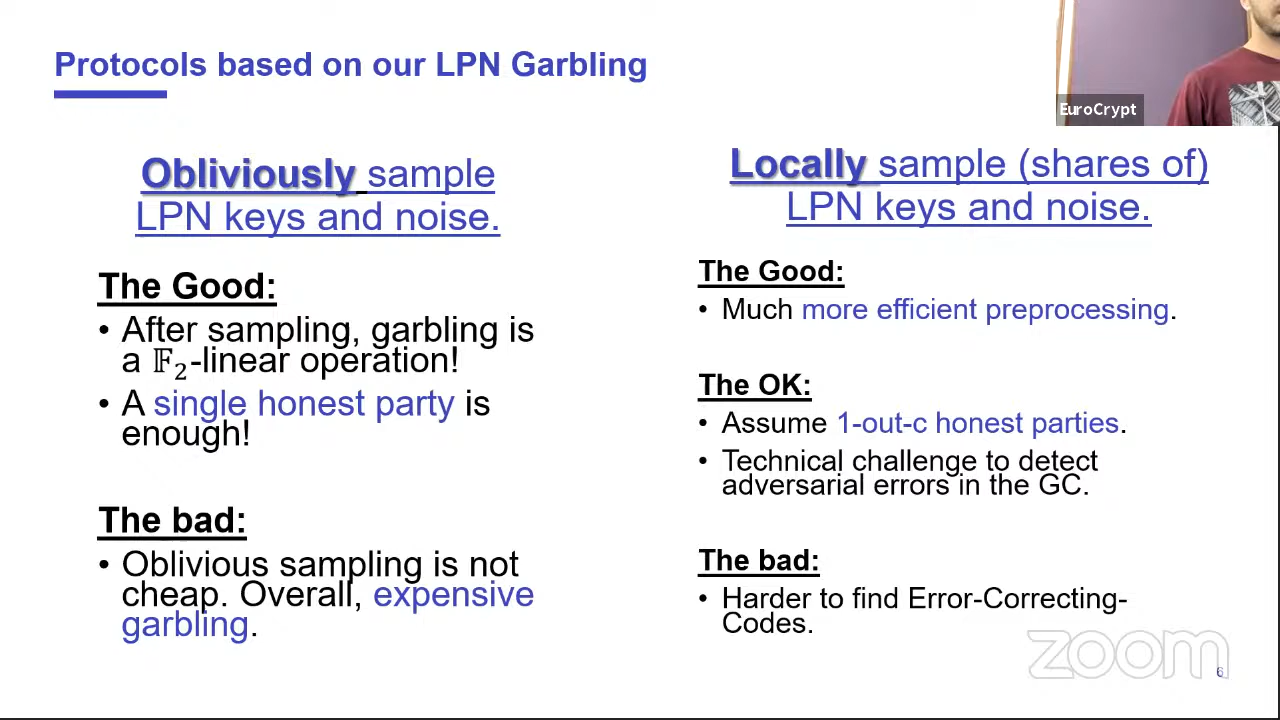 Protocols based on our LPN Garbling
EuroCrypt
Obliviously sample
LPN keys and noise.
The Good:
• After sampling, garbling is
a 𝔽₂-linear operation!
• A single honest party is
enough!
The bad:
• Oblivious sampling is not
cheap. Overall, expensive
garbling.
Locally sample (shares of)
LPN keys and noise.
The Good:
• Much more efficient preprocessing.
The OK:
• Assume 1-out-c honest parties.
• Technical challenge to detect
adversarial errors in the GC.
The bad:
• Harder to find Error-Correcting-
Codes.
zoom
6